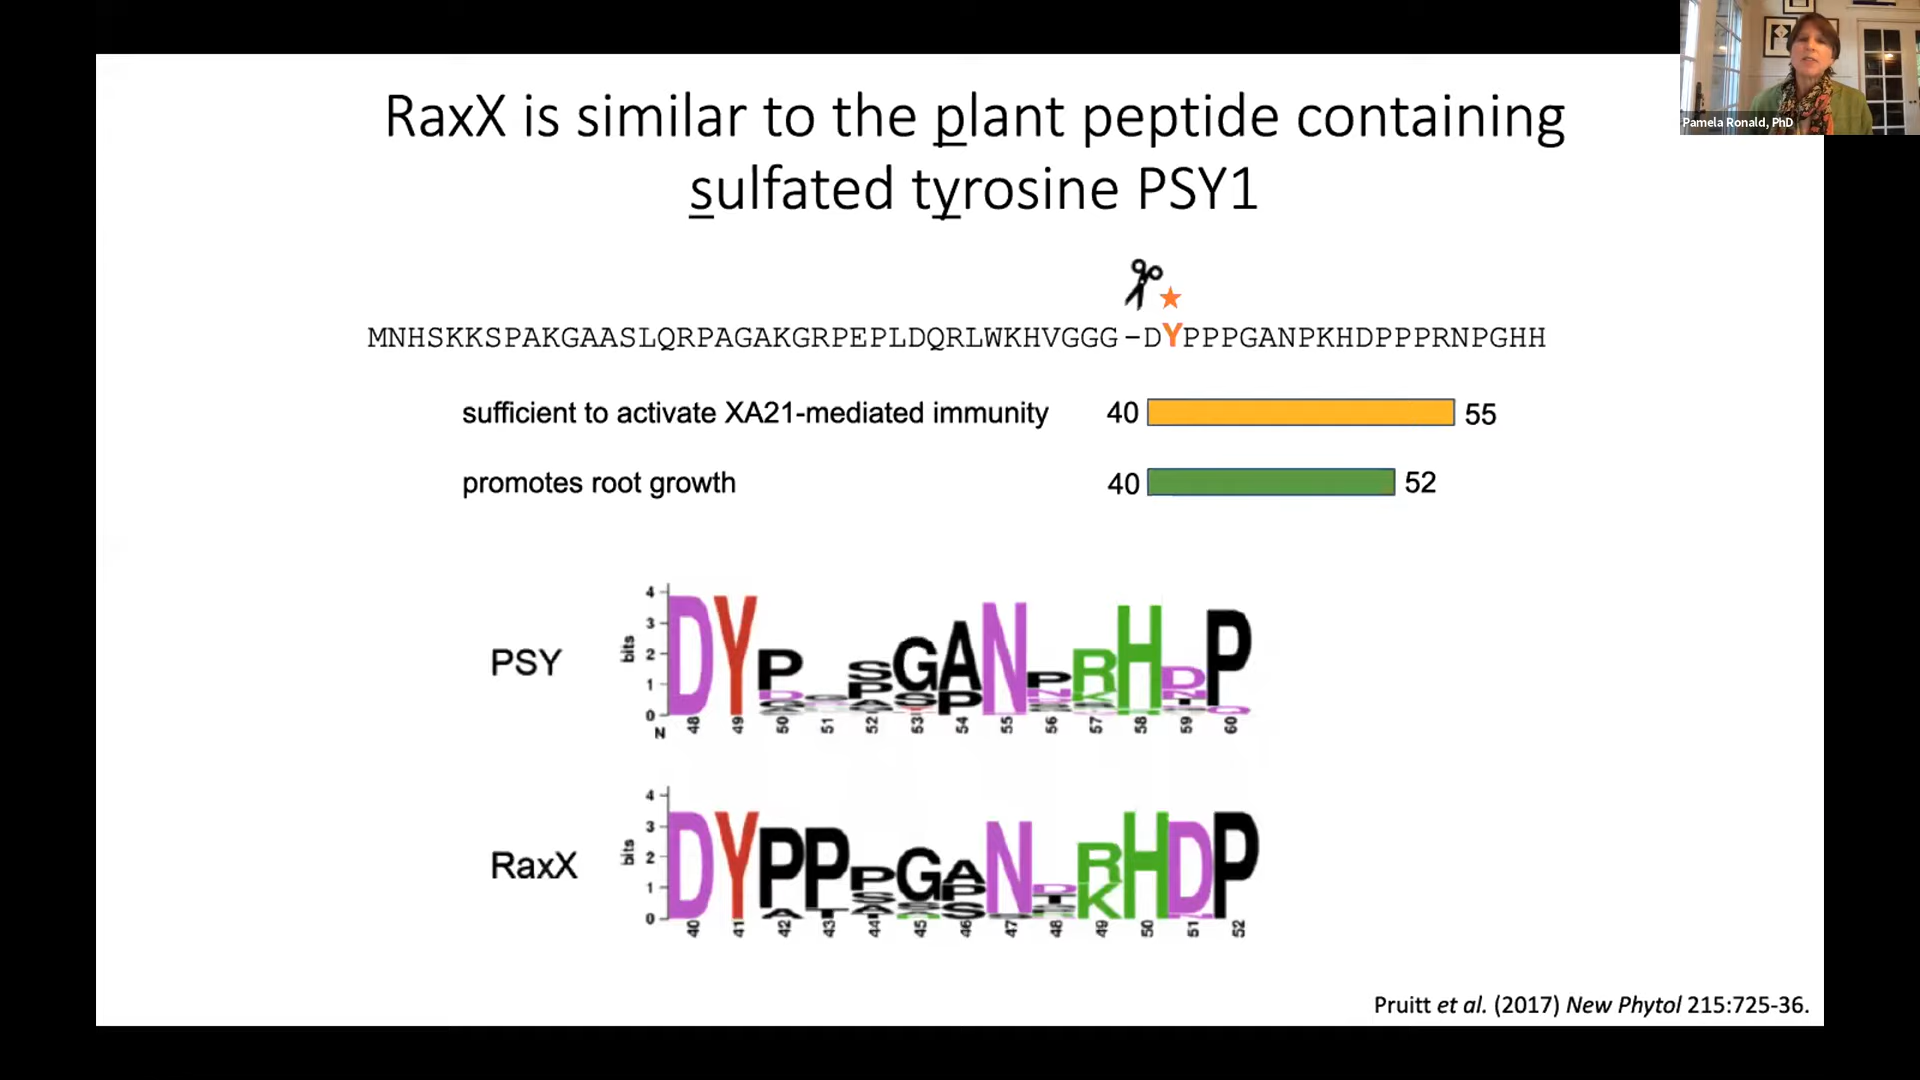 RaxX is similar to the plant peptide containing
sulfated tyrosine PSY1
Pamela Ronald, PhD
MNHSKKSPAKGAASLQRPAGAKGRPEPLDQRLWKHVGGG-DYPPPGANPKHDPPPRNPGHH
sufficient to activate XA21-mediated immunity 40 55
promotes root growth 40 52
PSY
bits
4
3
2
1
0
N
48 49 50 51 52 53 54 55 56 57 58 59 60
RaxX
bits
4
3
2
1
0
40 41 42 43 44 45 46 47 48 49 50 51 52
Pruitt et al. (2017) New Phytol 215:725-36.